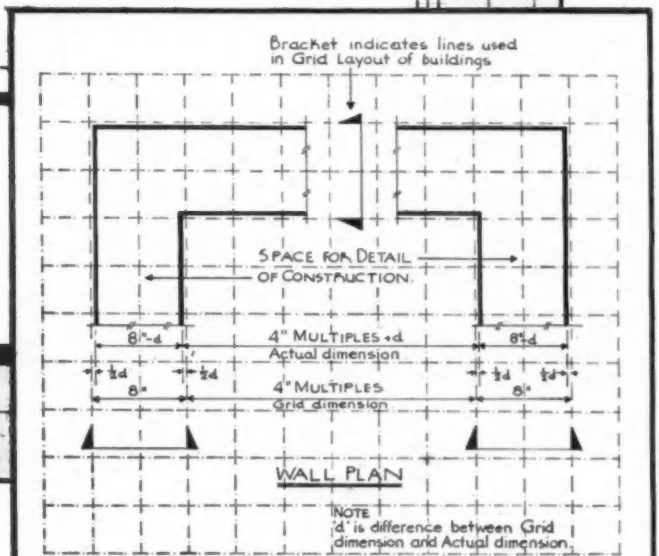 Bracket indicates lines used
in Grid Layout of buildings
SPACE FOR DETAIL
OF CONSTRUCTION.
8"-d
4" MULTIPLES +d
Actual dimension
8"-d
½d
½d
½d
½d
8"
4" MULTIPLES
Grid dimension
8"
WALL PLAN
NOTE
'd' is difference between Grid
dimension and Actual dimension.